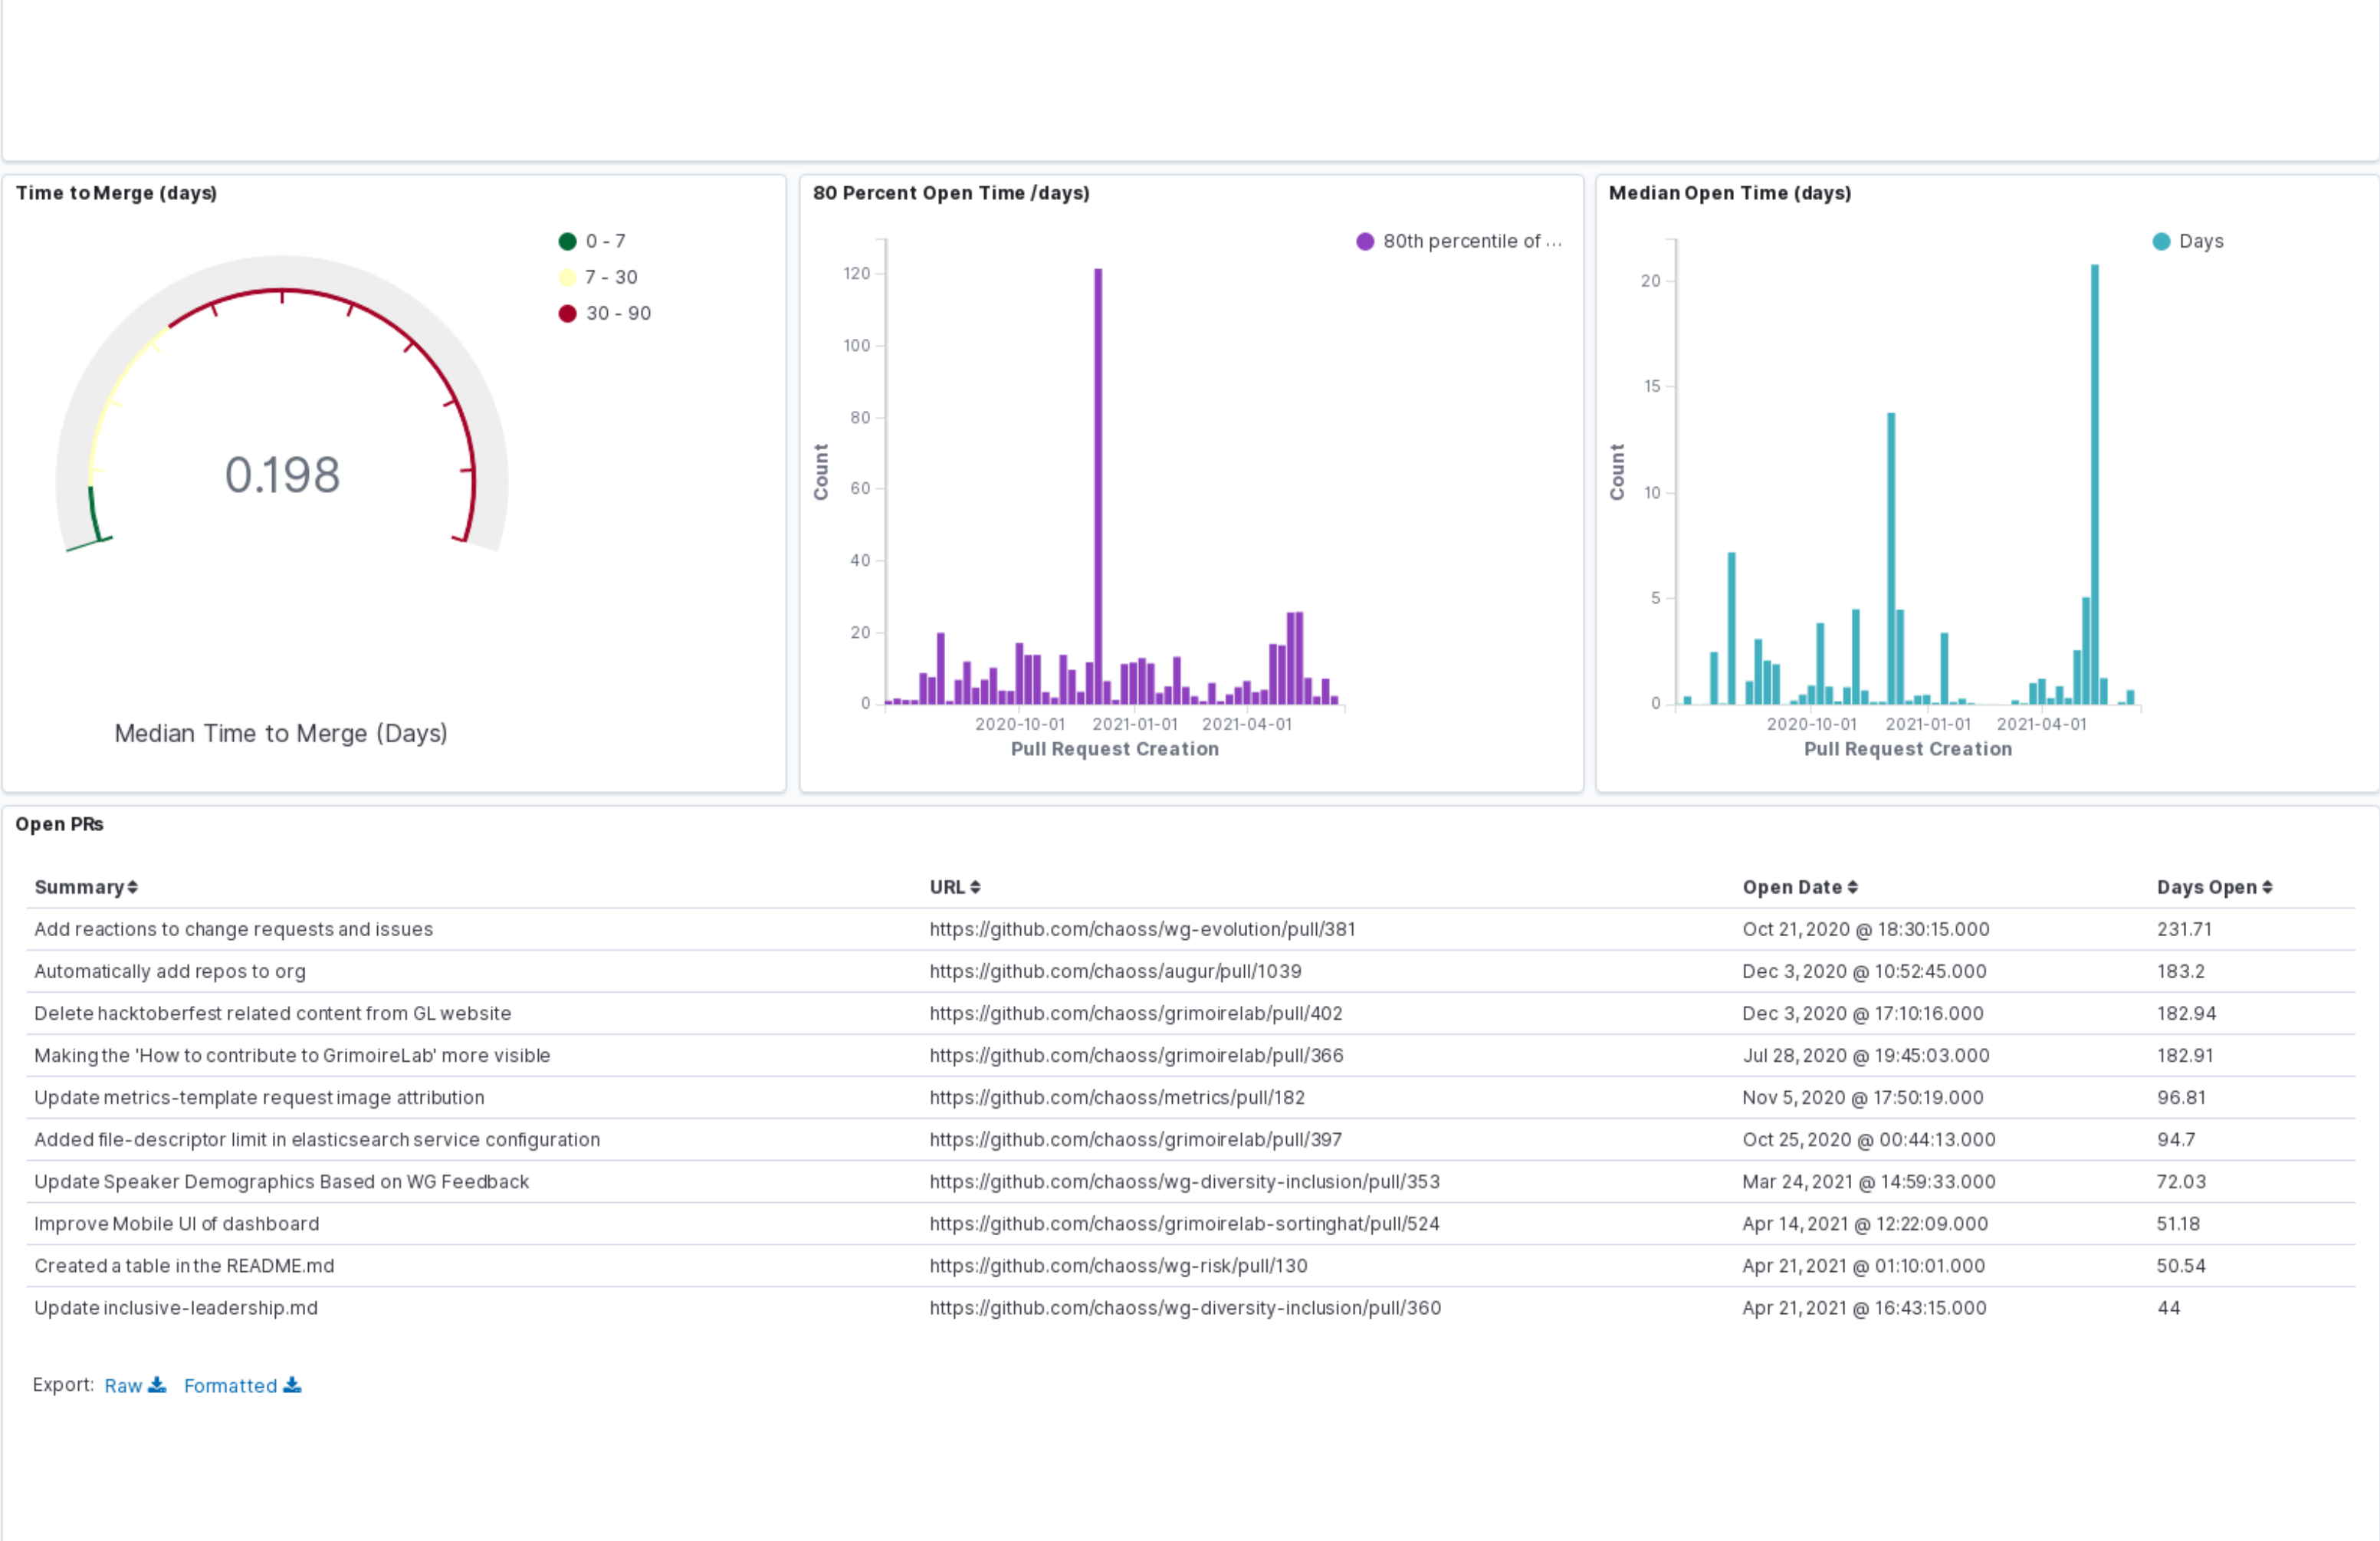 Time to Merge (days)
0 - 7
7 - 30
30 - 90
0.198
Median Time to Merge (Days)
80 Percent Open Time /days)
80th percentile of ...
120
100
80
60
40
20
0
Count
2020-10-01 2021-01-01 2021-04-01
Pull Request Creation
Median Open Time (days)
Days
20
15
10
5
0
Count
2020-10-01 2021-01-01 2021-04-01
Pull Request Creation
Open PRs
Summary URL Open Date Days Open
Add reactions to change requests and issues https://github.com/chaoss/wg-evolution/pull/381 Oct 21, 2020 @ 18:30:15.000 231.71
Automatically add repos to org https://github.com/chaoss/augur/pull/1039 Dec 3, 2020 @ 10:52:45.000 183.2
Delete hacktoberfest related content from GL website https://github.com/chaoss/grimoirelab/pull/402 Dec 3, 2020 @ 17:10:16.000 182.94
Making the 'How to contribute to GrimoireLab' more visible https://github.com/chaoss/grimoirelab/pull/366 Jul 28, 2020 @ 19:45:03.000 182.91
Update metrics-template request image attribution https://github.com/chaoss/metrics/pull/182 Nov 5, 2020 @ 17:50:19.000 96.81
Added file-descriptor limit in elasticsearch service configuration https://github.com/chaoss/grimoirelab/pull/397 Oct 25, 2020 @ 00:44:13.000 94.7
Update Speaker Demographics Based on WG Feedback https://github.com/chaoss/wg-diversity-inclusion/pull/353 Mar 24, 2021 @ 14:59:33.000 72.03
Improve Mobile UI of dashboard https://github.com/chaoss/grimoirelab-sortinghat/pull/524 Apr 14, 2021 @ 12:22:09.000 51.18
Created a table in the README.md https://github.com/chaoss/wg-risk/pull/130 Apr 21, 2021 @ 01:10:01.000 50.54
Update inclusive-leadership.md https://github.com/chaoss/wg-diversity-inclusion/pull/360 Apr 21, 2021 @ 16:43:15.000 44
Export: Raw Formatted